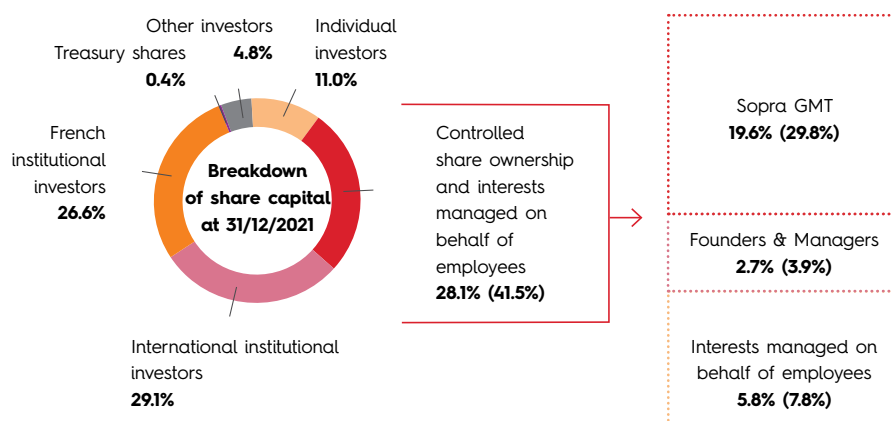 Other investors
4.8%
Treasury shares
0.4%
Individual
investors
11.0%
French
institutional
investors
26.6%
Breakdown
of share capital
at 31/12/2021
Controlled
share ownership
and interests
managed on
behalf of
employees
28.1% (41.5%)
International institutional
investors
29.1%
Sopra GMT
19.6% (29.8%)
Founders & Managers
2.7% (3.9%)
Interests managed on
behalf of employees
5.8% (7.8%)